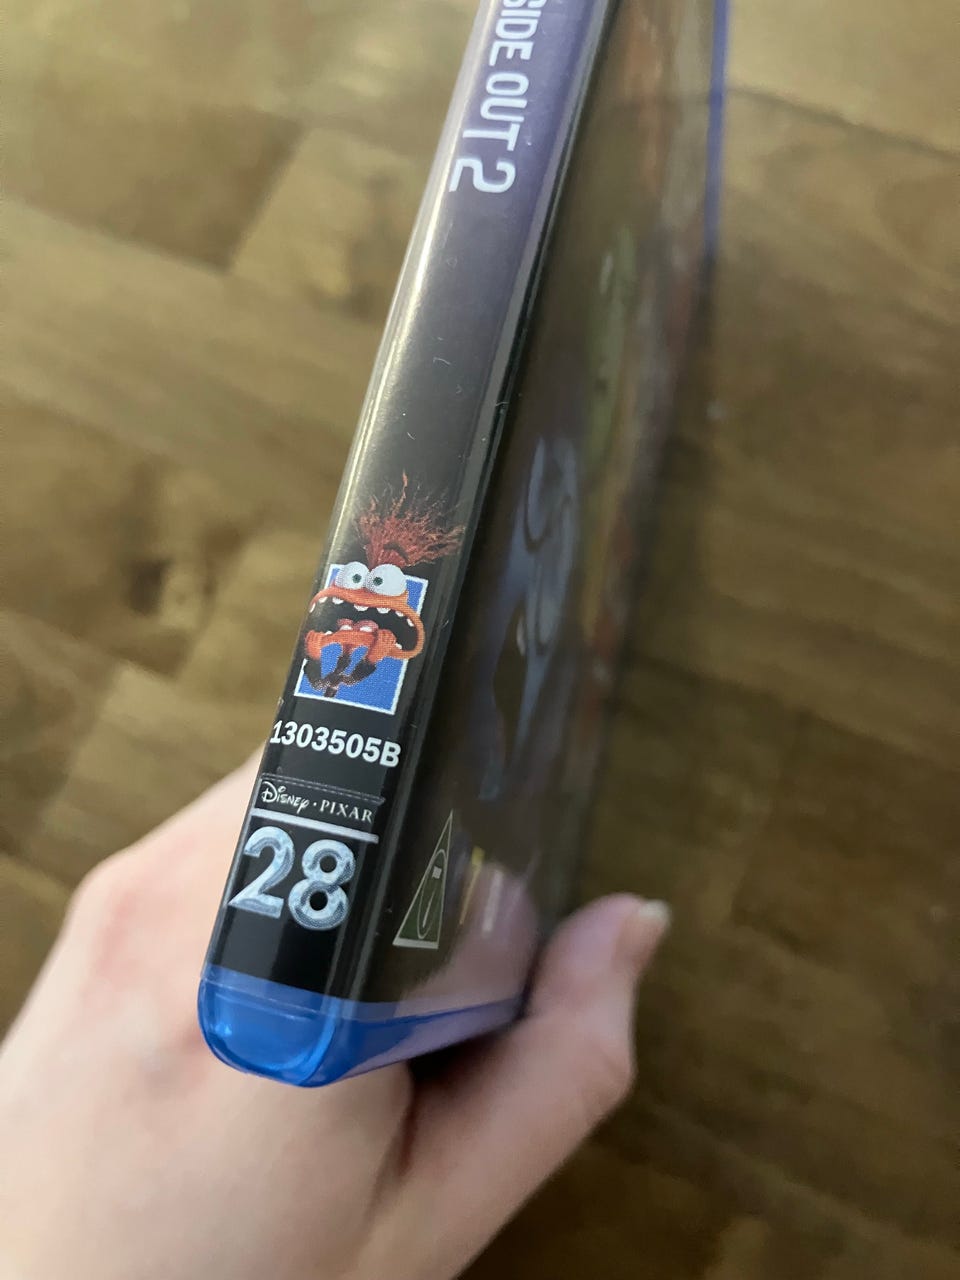 SIDE OUT 2
1303505B
Disney · PIXAR
28
U